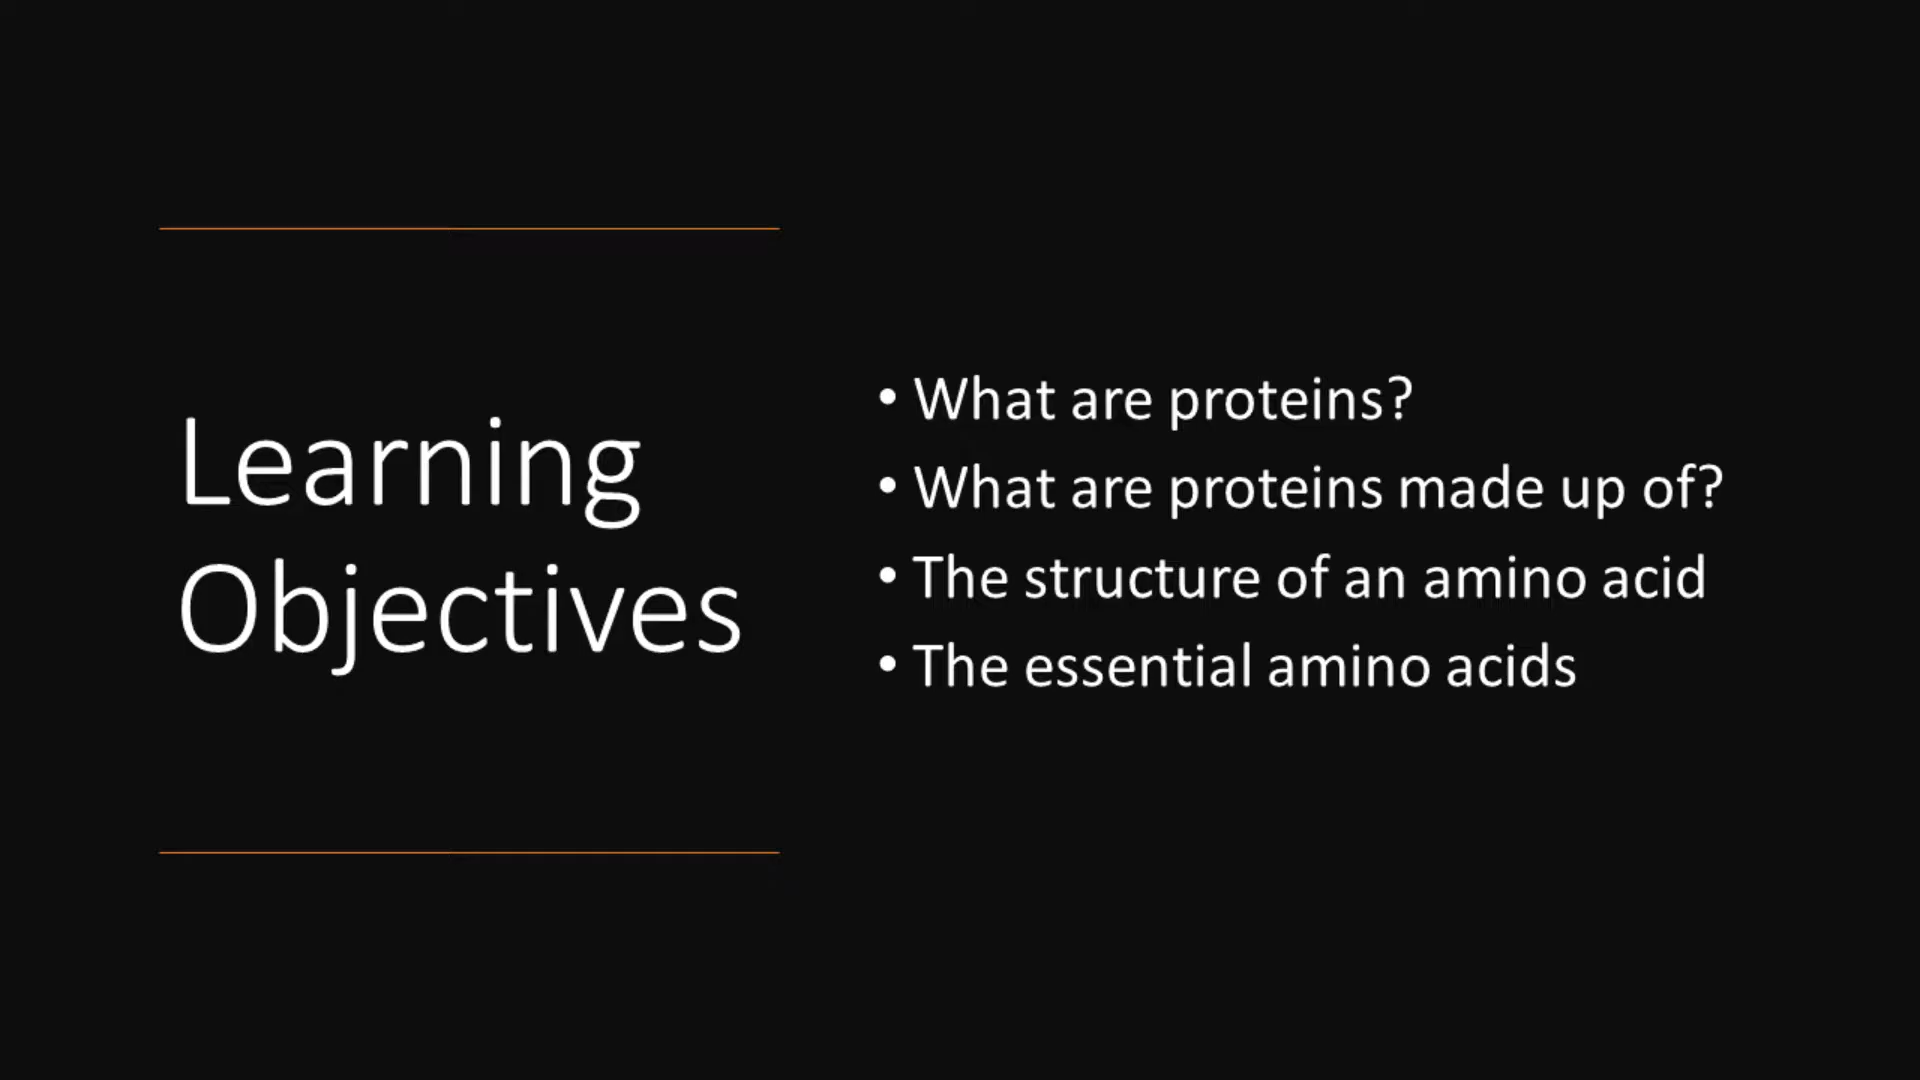 Learning
Objectives
• What are proteins?
• What are proteins made up of?
• The structure of an amino acid
• The essential amino acids